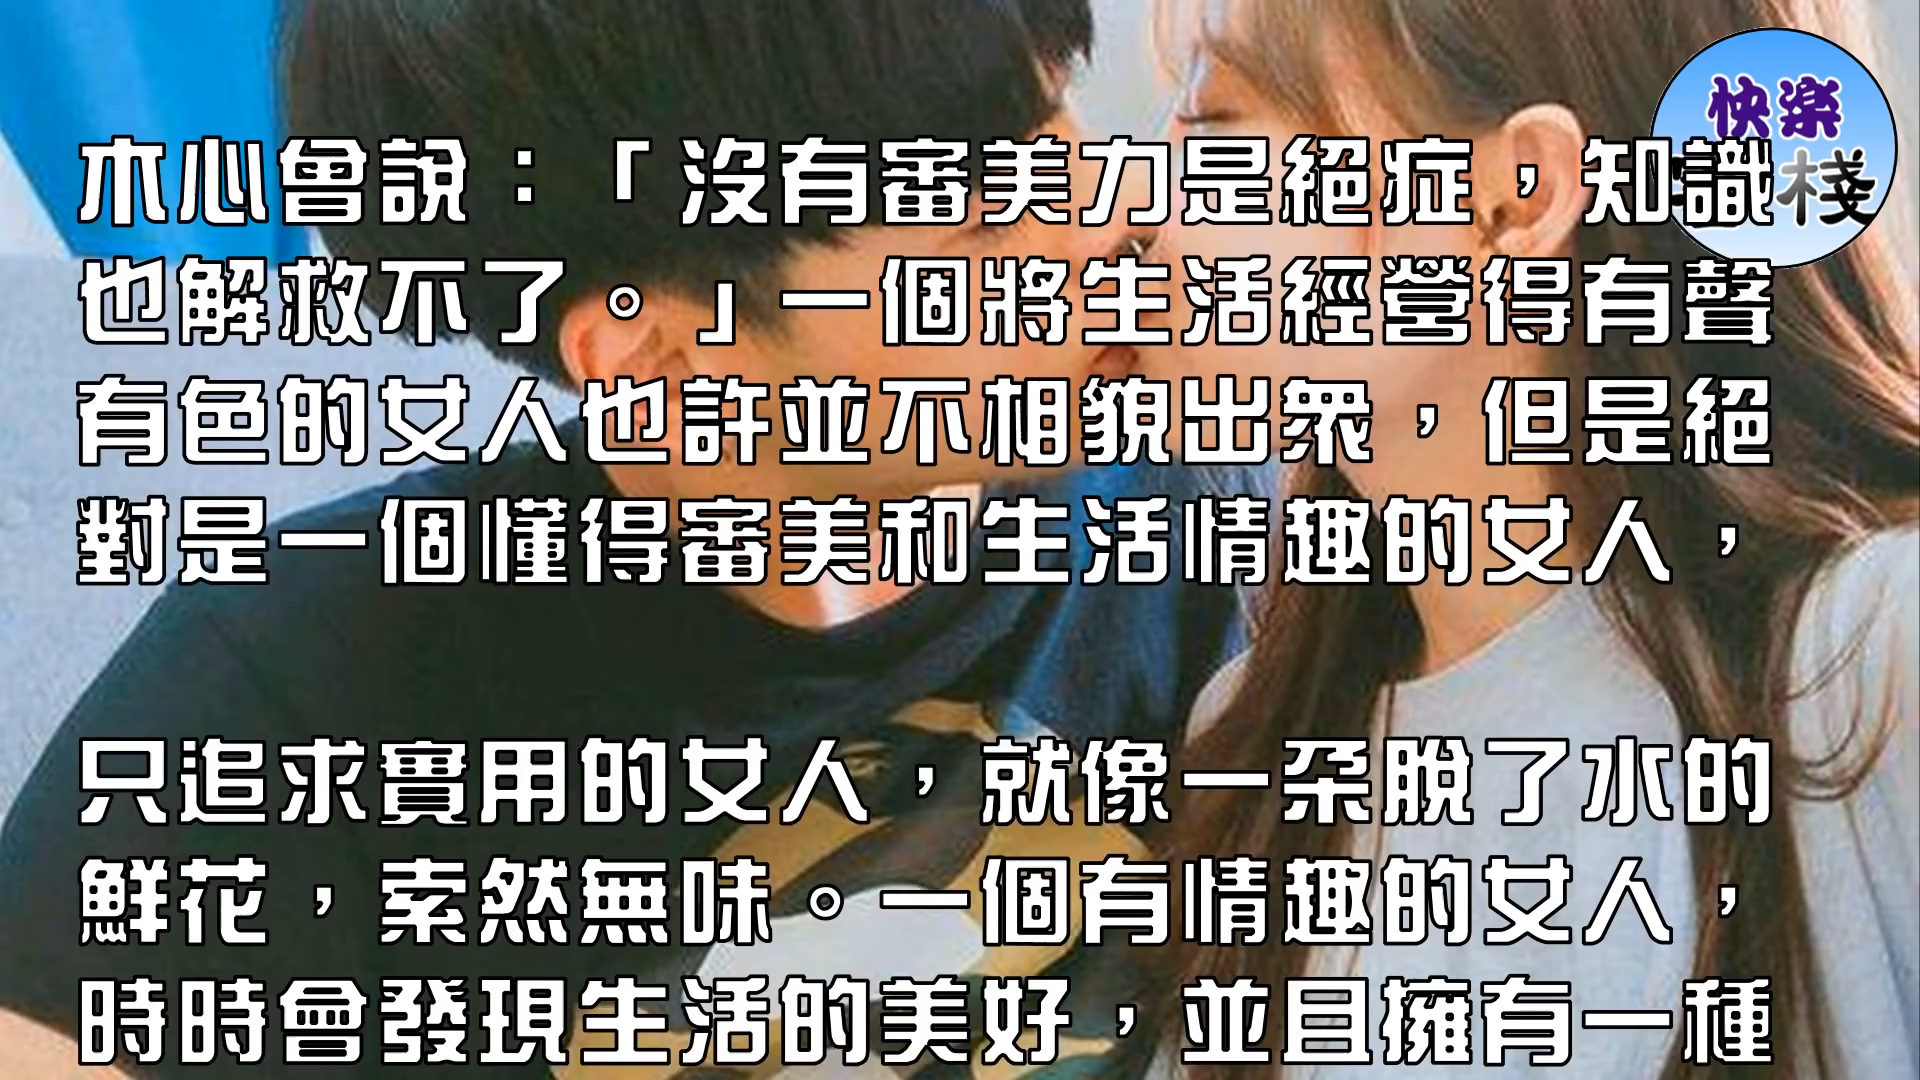 快楽
棧
木心曾說：「沒有審美力是絕症，知識
也解救不了。」一個將生活經營得有聲
有色的女人也許並不相貌出眾，但是絕
對是一個懂得審美和生活情趣的女人，
只追求實用的女人，就像一朵脫了水的
鮮花，索然無味。一個有情趣的女人，
時時會發現生活的美好，並且擁有一種